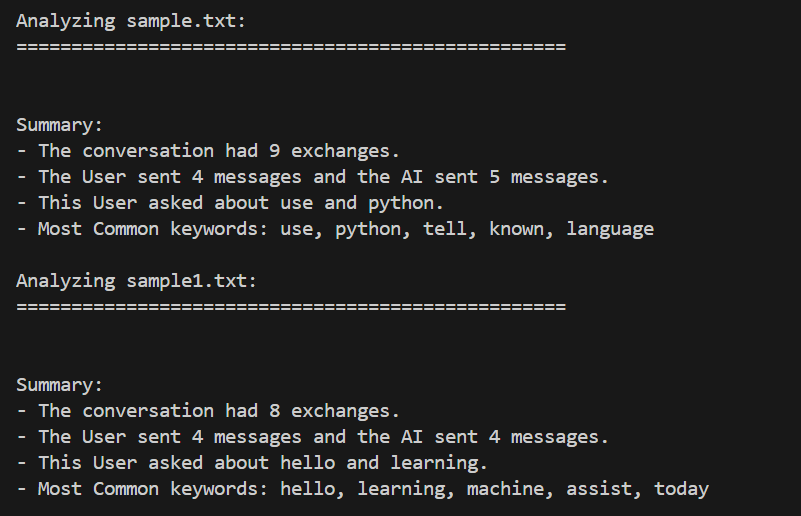 Analyzing sample.txt:
==================================================
Summary:
- The conversation had 9 exchanges.
- The User sent 4 messages and the AI sent 5 messages.
- This User asked about use and python.
- Most Common keywords: use, python, tell, known, language
Analyzing sample1.txt:
==================================================
Summary:
- The conversation had 8 exchanges.
- The User sent 4 messages and the AI sent 4 messages.
- This User asked about hello and learning.
- Most Common keywords: hello, learning, machine, assist, today